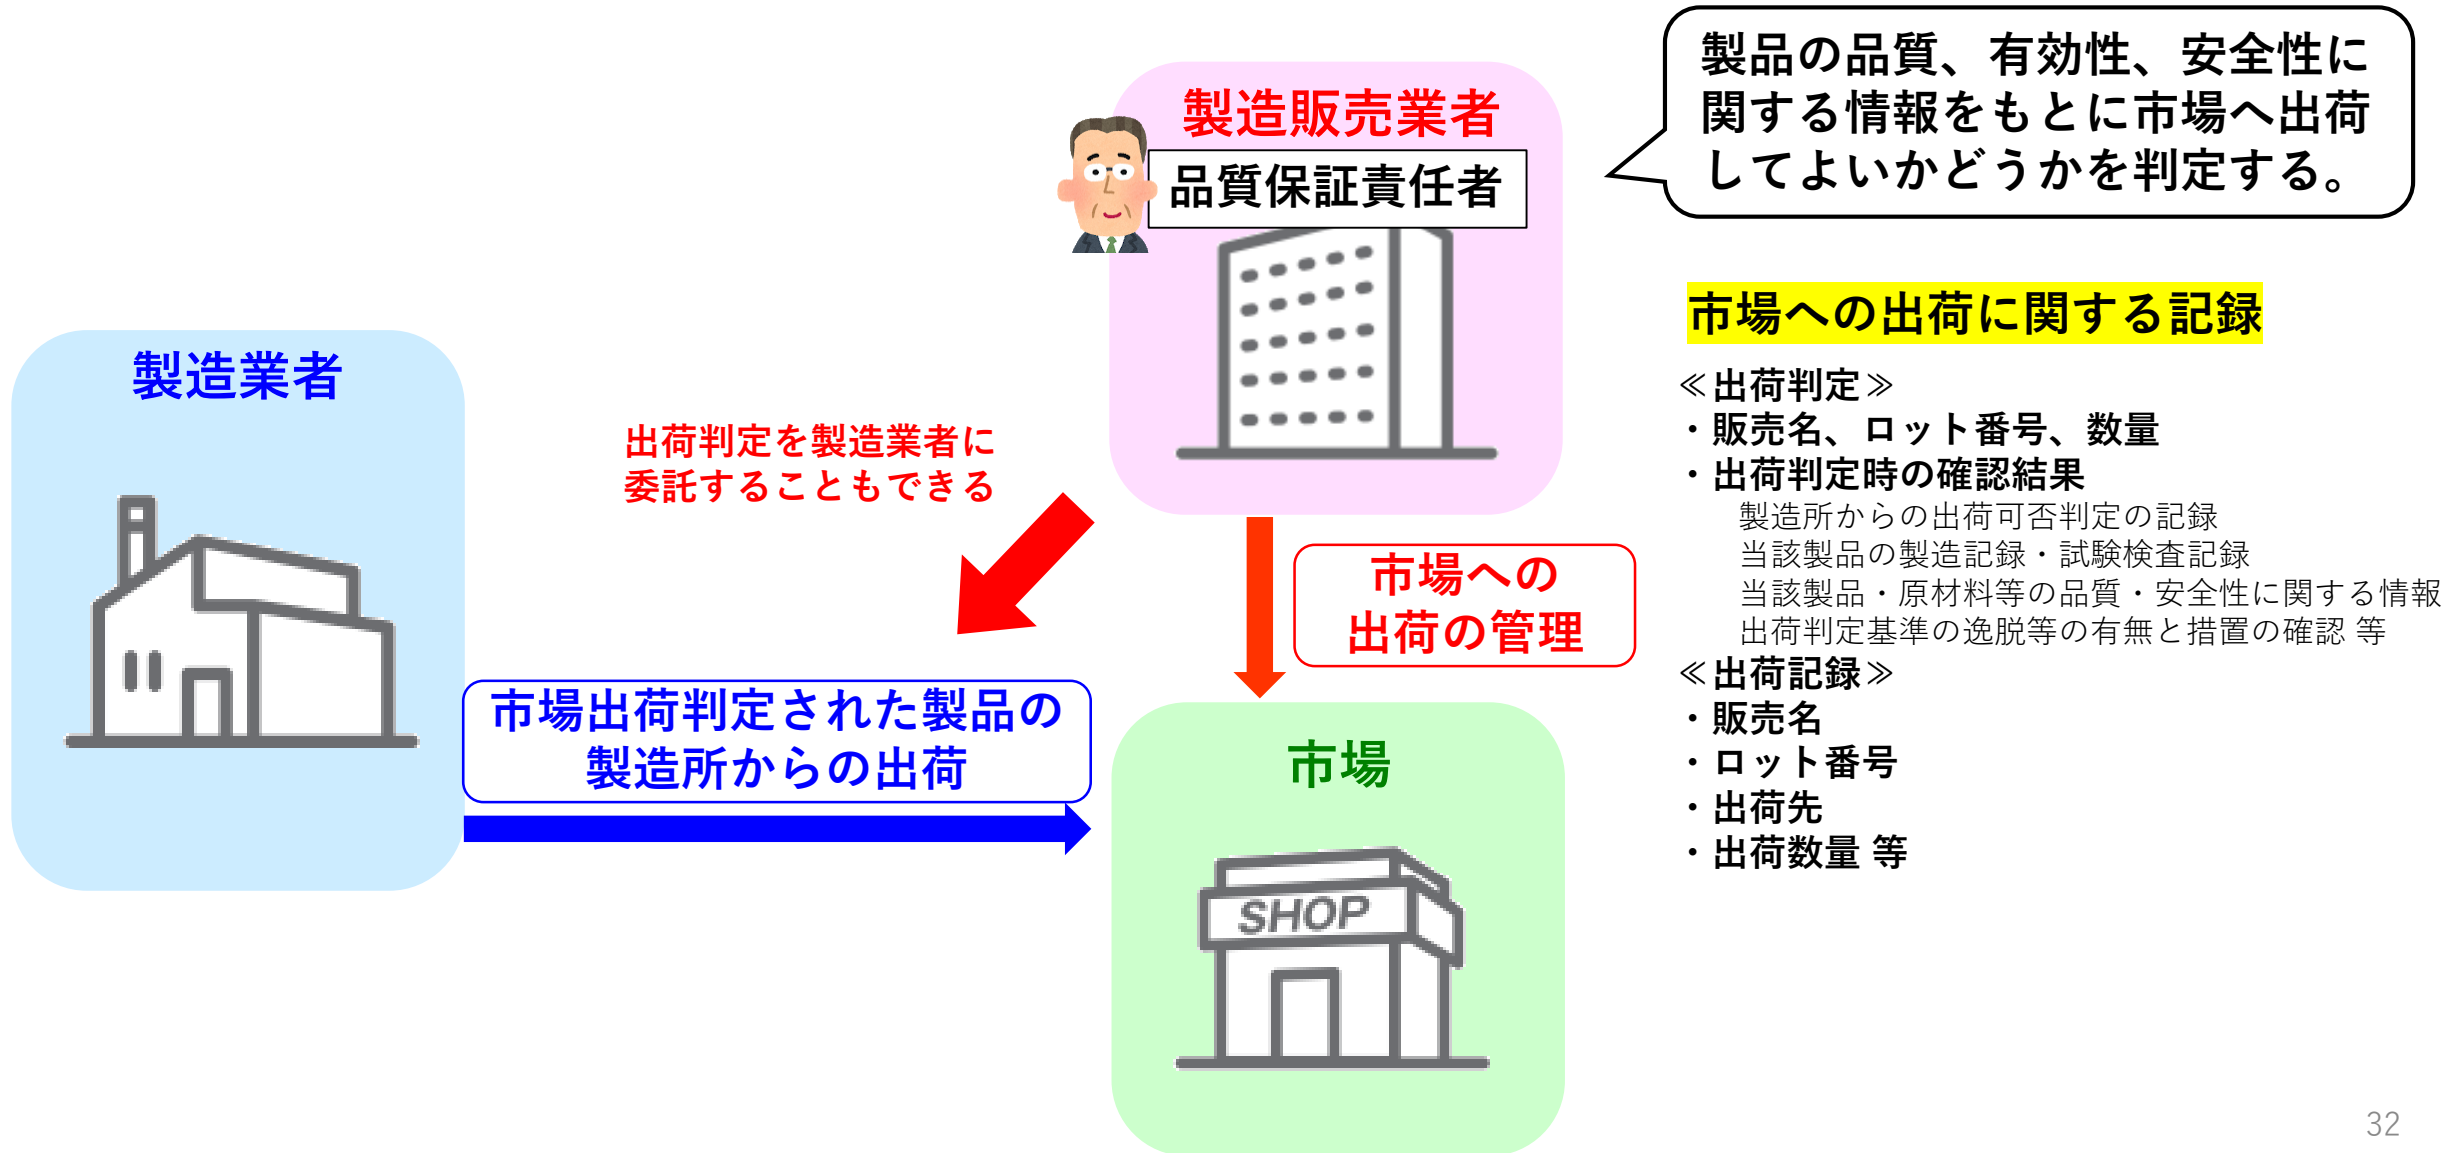 製造業者
出荷判定を製造業者に
委託することもできる
市場出荷判定された製品の
製造所からの出荷
製造販売業者
品質保証責任者
市場への
出荷の管理
市場
SHOP
製品の品質、有効性、安全性に
関する情報をもとに市場へ出荷
してよいかどうかを判定する。
市場への出荷に関する記録
≪出荷判定≫
・販売名、ロット番号、数量
・出荷判定時の確認結果
製造所からの出荷可否判定の記録
当該製品の製造記録・試験検査記録
当該製品・原材料等の品質・安全性に関する情報
出荷判定基準の逸脱等の有無と措置の確認 等
≪出荷記録≫
・販売名
・ロット番号
・出荷先
・出荷数量 等
32